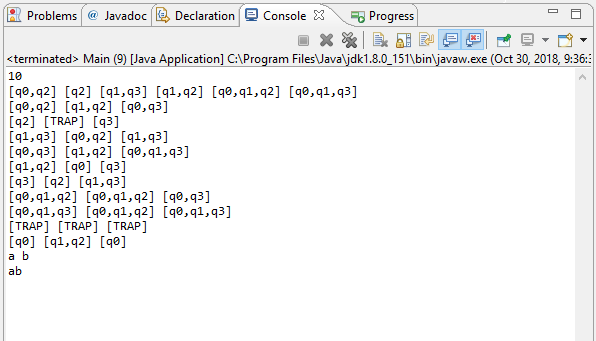 Problems @ Javadoc Declaration Console Progress
<terminated> Main (9) [Java Application] C:\Program Files\Java\jdk1.8.0_151\bin\javaw.exe (Oct 30, 2018, 9:36:3
10
[q0,q2] [q2] [q1,q3] [q1,q2] [q0,q1,q2] [q0,q1,q3]
[q0,q2] [q1,q2] [q0,q3]
[q2] [TRAP] [q3]
[q1,q3] [q0,q2] [q1,q3]
[q0,q3] [q1,q2] [q0,q1,q3]
[q1,q2] [q0] [q3]
[q3] [q2] [q1,q3]
[q0,q1,q2] [q0,q1,q2] [q0,q3]
[q0,q1,q3] [q0,q1,q2] [q0,q1,q3]
[TRAP] [TRAP] [TRAP]
[q0] [q1,q2] [q0]
a b
ab